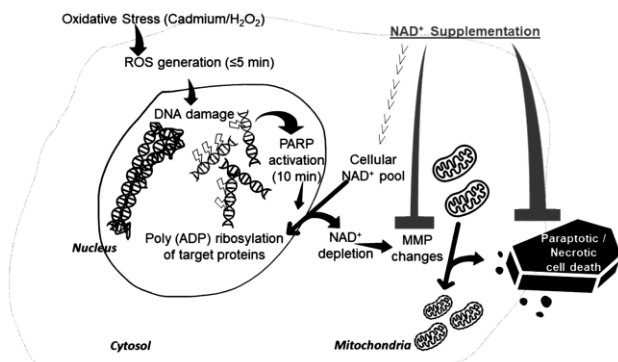 Oxidative Stress (Cadmium/H₂O₂)
NAD⁺ Supplementation
ROS generation (≤5 min)
DNA damage
PARP
activation
(10 min)
Cellular
NAD⁺ pool
Nucleus
Poly (ADP) ribosylation
of target proteins
NAD⁺
depletion
MMP
changes
Paraptotic /
Necrotic
cell death
Cytosol
Mitochondria